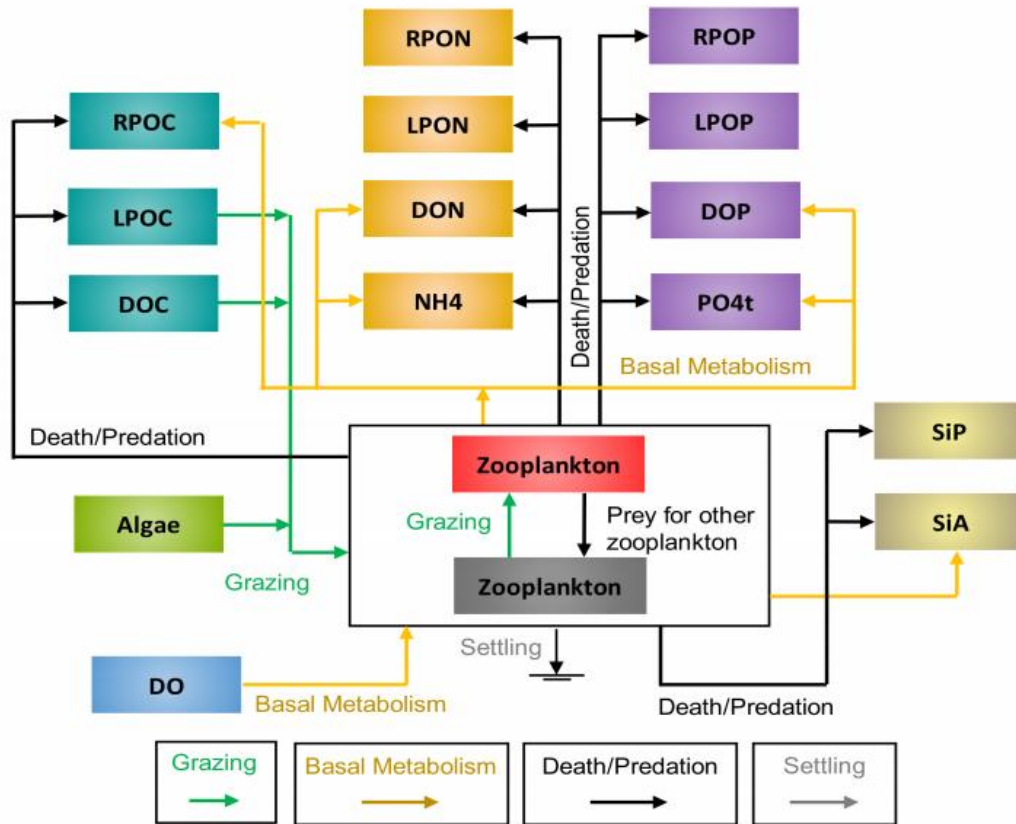 RPON
RPOP
RPOC
LPON
LPOP
LPOC
DON
DOP
DOC
NH4
PO4t
Death/Predation
Basal Metabolism
Death/Predation
SiP
Zooplankton
Algae
Grazing
Prey for other
zooplankton
SiA
Grazing
Zooplankton
Settling
DO
Basal Metabolism
Death/Predation
Grazing
Basal Metabolism
Death/Predation
Settling